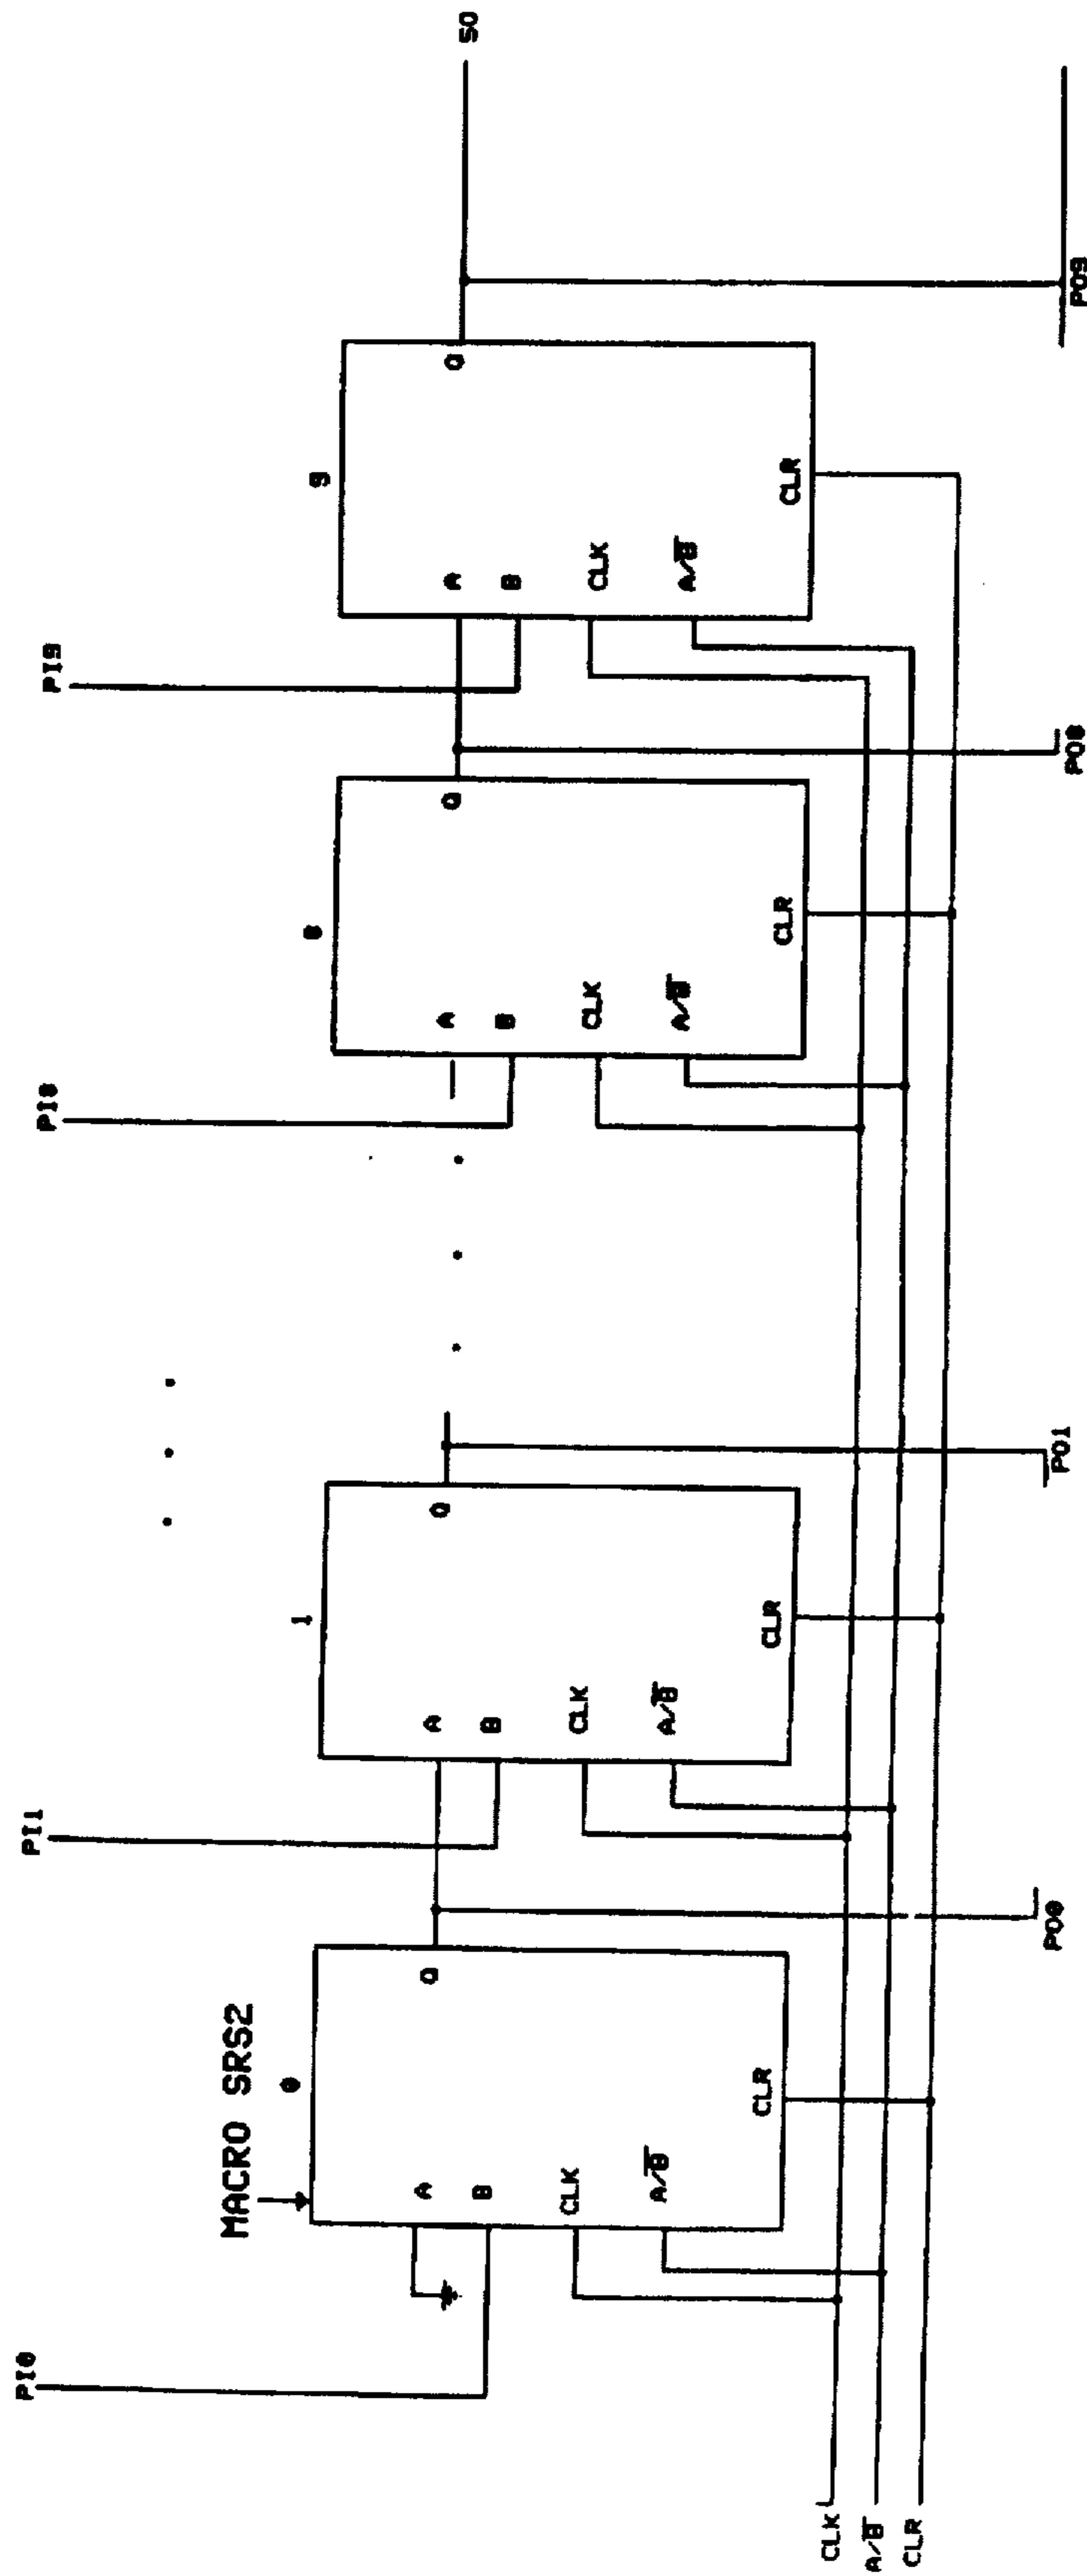 MACRO SRS2
PI0
PI1
PI8
PI9
0
1
8
9
A
B
CLK
A/B̅
CLR
Q
A
B
CLK
A/B̅
CLR
Q
A
B
CLK
A/B̅
CLR
Q
A
B
CLK
A/B̅
CLR
Q
SO
CLK
A/B̅
CLR
PO0
PO1
PO8
PO9